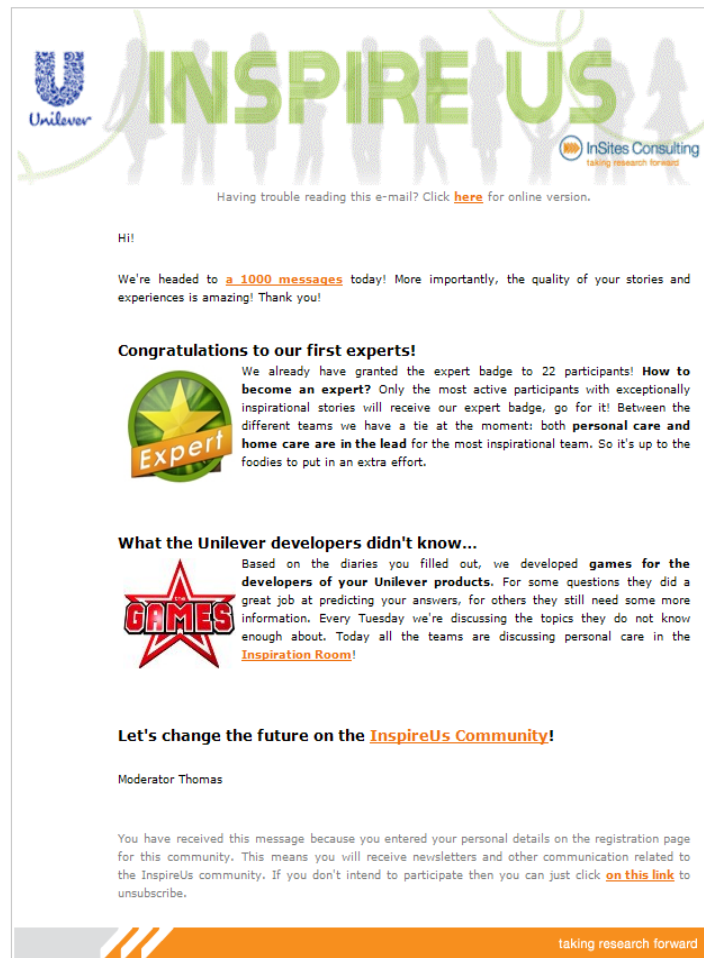 INSPIRE US
Unilever
InSites Consulting
taking research forward
Having trouble reading this e-mail? Click here for online version.
Hi!
We're headed to a 1000 messages today! More importantly, the quality of your stories and
experiences is amazing! Thank you!
Congratulations to our first experts!
Expert
We already have granted the expert badge to 22 participants! How to
become an expert? Only the most active participants with exceptionally
inspirational stories will receive our expert badge, go for it! Between the
different teams we have a tie at the moment: both personal care and
home care are in the lead for the most inspirational team. So it's up to the
foodies to put in an extra effort.
What the Unilever developers didn't know...
the
GAMES
Based on the diaries you filled out, we developed games for the
developers of your Unilever products. For some questions they did a
great job at predicting your answers, for others they still need some more
information. Every Tuesday we're discussing the topics they do not know
enough about. Today all the teams are discussing personal care in the
Inspiration Room!
Let's change the future on the InspireUs Community!
Moderator Thomas
You have received this message because you entered your personal details on the registration page
for this community. This means you will receive newsletters and other communication related to
the InspireUs community. If you don't intend to participate then you can just click on this link to
unsubscribe.
taking research forward